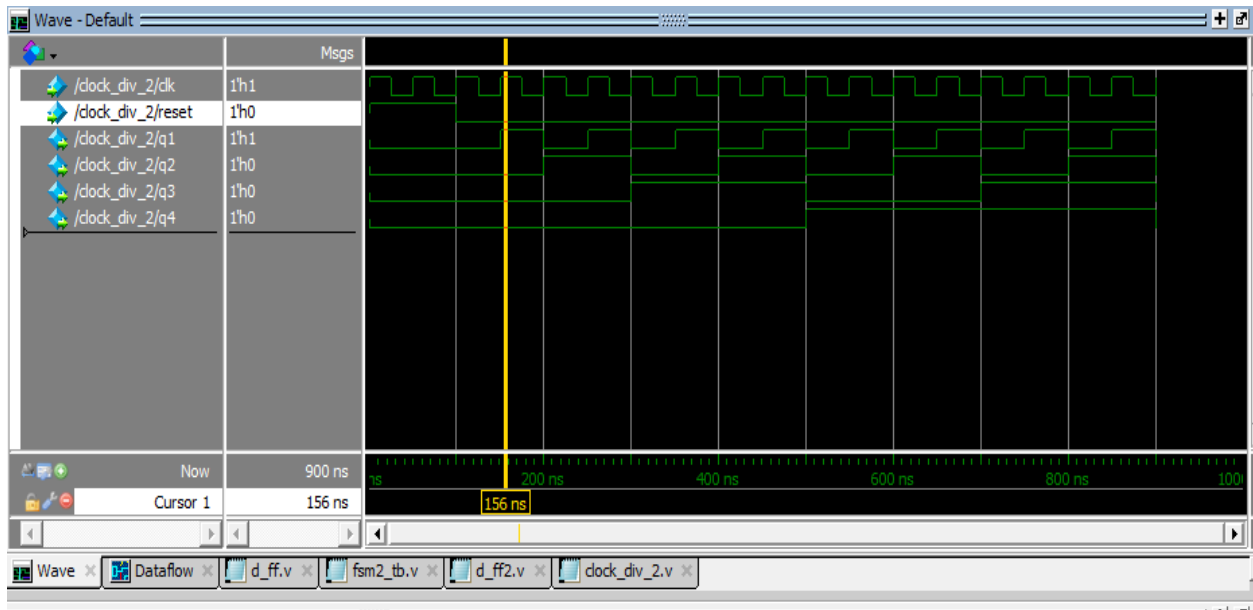 Wave - Default
Msgs
/clock_div_2/clk 1'h1
/clock_div_2/reset 1'h0
/clock_div_2/q1 1'h1
/clock_div_2/q2 1'h0
/clock_div_2/q3 1'h0
/clock_div_2/q4 1'h0
Now 900 ns
ns 200 ns 400 ns 600 ns 800 ns 100
Cursor 1 156 ns 156 ns
Wave Dataflow d_ff.v fsm2_tb.v d_ff2.v clock_div_2.v